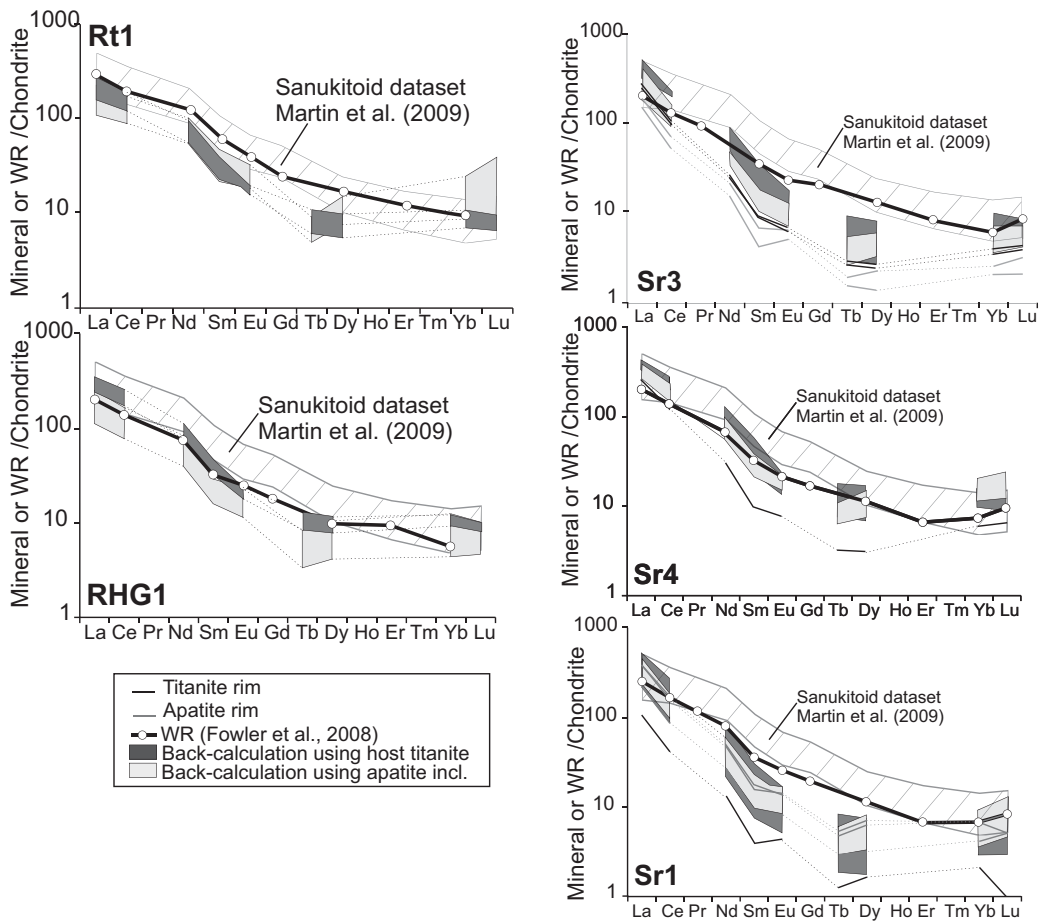 Mineral or WR /Chondrite
1000
100
10
1
Rt1
Sanukitoid dataset
Martin et al. (2009)
La Ce Pr Nd Sm Eu Gd Tb Dy Ho Er Tm Yb Lu
Mineral or WR /Chondrite
1000
100
10
1
RHG1
Sanukitoid dataset
Martin et al. (2009)
La Ce Pr Nd Sm Eu Gd Tb Dy Ho Er Tm Yb Lu
Titanite rim
Apatite rim
WR (Fowler et al., 2008)
Back-calculation using host titanite
Back-calculation using apatite incl.
Mineral or WR /Chondrite
1000
100
10
1
Sr3
Sanukitoid dataset
Martin et al. (2009)
La Ce Pr Nd Sm Eu Gd Tb Dy Ho Er Tm Yb Lu
Mineral or WR /Chondrite
1000
100
10
1
Sr4
Sanukitoid dataset
Martin et al. (2009)
La Ce Pr Nd Sm Eu Gd Tb Dy Ho Er Tm Yb Lu
Mineral or WR /Chondrite
1000
100
10
1
Sr1
Sanukitoid dataset
Martin et al. (2009)
La Ce Pr Nd Sm Eu Gd Tb Dy Ho Er Tm Yb Lu